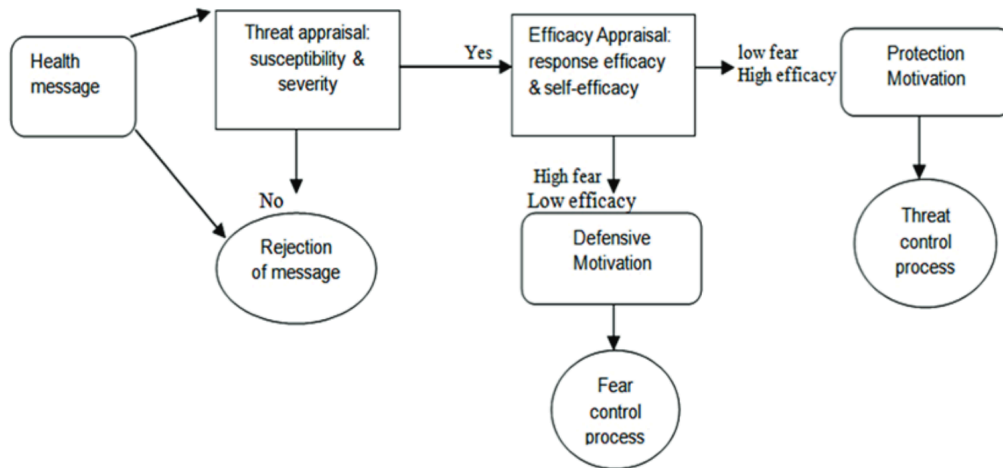 Health
message
Threat appraisal:
susceptibility &
severity
Yes
Efficacy Appraisal:
response efficacy
& self-efficacy
low fear
High efficacy
Protection
Motivation
No
Rejection
of message
High fear
Low efficacy
Defensive
Motivation
Threat
control
process
Fear
control
process